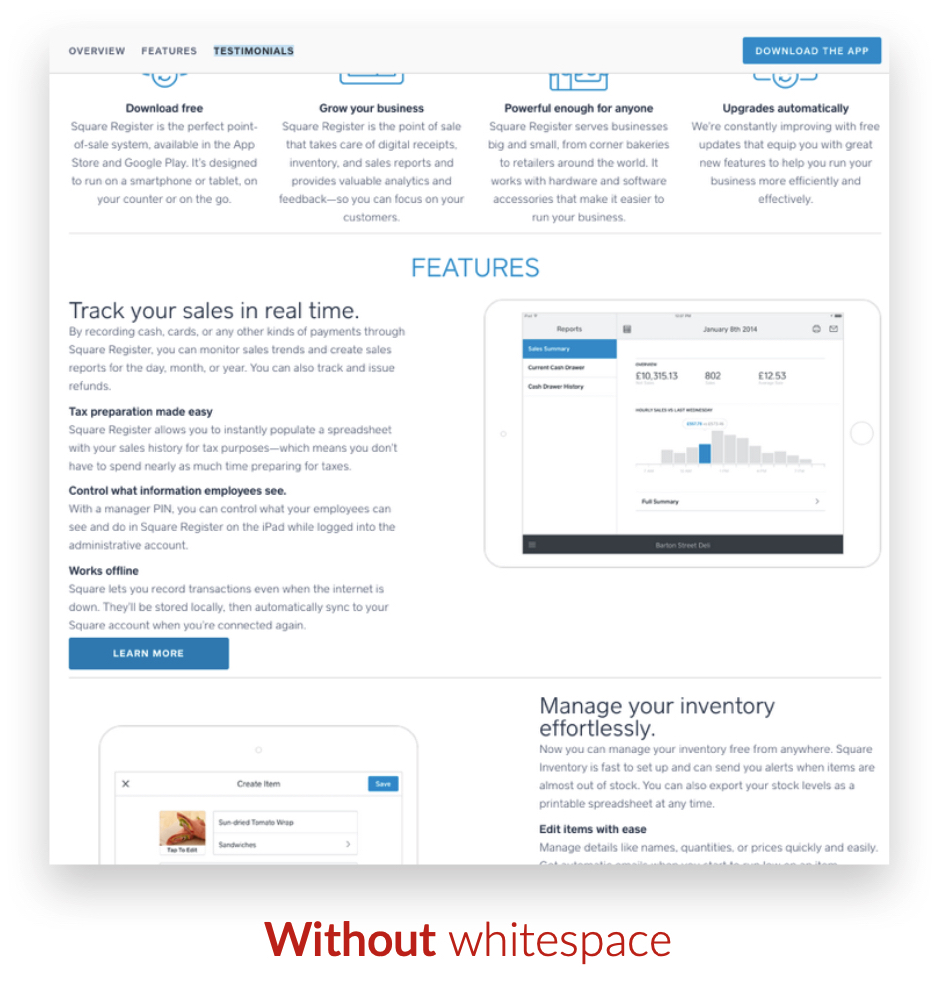 OVERVIEW FEATURES TESTIMONIALS DOWNLOAD THE APP
Download free
Square Register is the perfect point-
of-sale system, available in the App
Store and Google Play. It's designed
to run on a smartphone or tablet, on
your counter or on the go.
Grow your business
Square Register is the point of sale
that takes care of digital receipts,
inventory, and sales reports and
provides valuable analytics and
feedback—so you can focus on your
customers.
Powerful enough for anyone
Square Register serves businesses
big and small, from corner bakeries
to retailers around the world. It
works with hardware and software
accessories that make it easier to
run your business.
Upgrades automatically
We're constantly improving with free
updates that equip you with great
new features to help you run your
business more efficiently and
effectively.
FEATURES
Track your sales in real time.
By recording cash, cards, or any other kinds of payments through
Square Register, you can monitor sales trends and create sales
reports for the day, month, or year. You can also track and issue
refunds.
Tax preparation made easy
Square Register allows you to instantly populate a spreadsheet
with your sales history for tax purposes—which means you don't
have to spend nearly as much time preparing for taxes.
Control what information employees see.
With a manager PIN, you can control what your employees can
see and do in Square Register on the iPad while logged into the
administrative account.
Works offline
Square lets you record transactions even when the internet is
down. They'll be stored locally, then automatically sync to your
Square account when you're connected again.
LEARN MORE
Reports January 8th 2014
Sales Summary
Current Cash Drawer
Cash Drawer History
OVERVIEW
£10,315.13 802 £12.53
HOURLY SALES VS LAST WEDNESDAY
Full Summary
Barton Street Deli
Manage your inventory
effortlessly.
Now you can manage your inventory free from anywhere. Square
Inventory is fast to set up and can send you alerts when items are
almost out of stock. You can also export your stock levels as a
printable spreadsheet at any time.
Edit items with ease
Manage details like names, quantities, or prices quickly and easily.
Get automatic emails when you start to run low on an item.
Create Item Save
Sun-dried Tomato Wrap
Sandwiches
Tap To Edit
Without whitespace